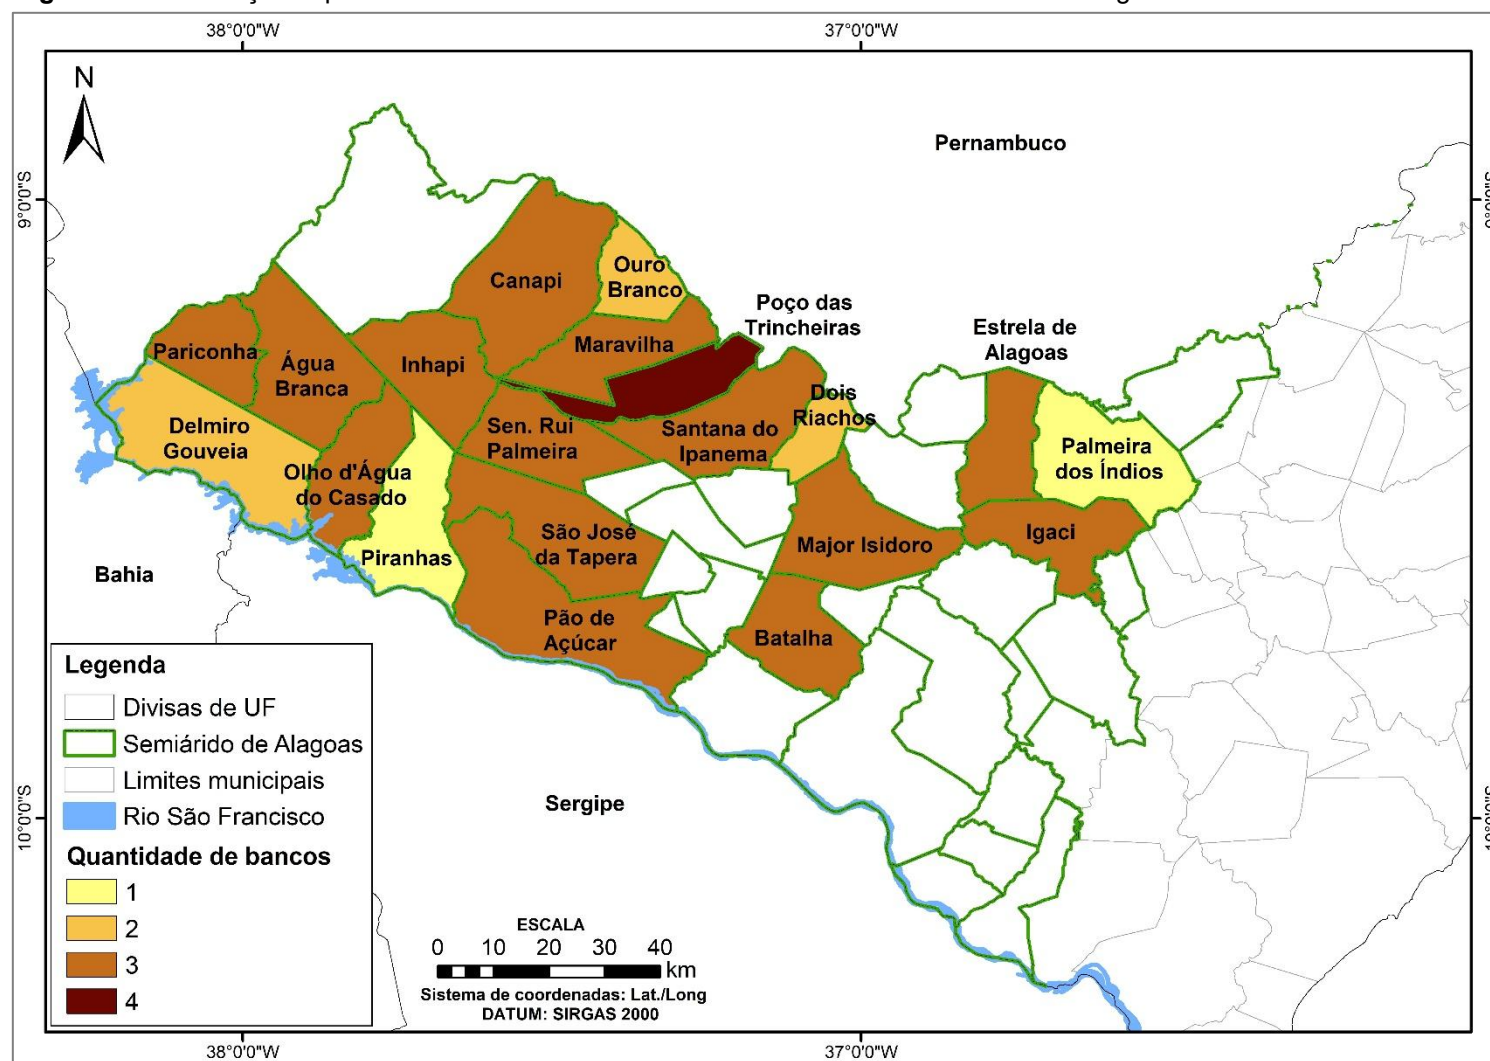 38°0'0"W
37°0'0"W
N
Pernambuco
9°0'0"S
Canapi
Ouro
Branco
Poço das
Trincheiras
Estrela de
Alagoas
Pariconha
Água
Branca
Inhapi
Maravilha
Dois
Riachos
Delmiro
Gouveia
Sen. Rui
Palmeira
Santana do
Ipanema
Palmeira
dos Índios
Olho d'Água
do Casado
São José
da Tapera
Major Isidoro
Igaci
Piranhas
Bahia
Pão de
Açúcar
Batalha
Legenda
Divisas de UF
Semiárido de Alagoas
Limites municipais
Rio São Francisco
Sergipe
10°0'0"S
Quantidade de bancos
1
2
3
4
ESCALA
0 10 20 30 40
km
Sistema de coordenadas: Lat./Long
DATUM: SIRGAS 2000
38°0'0"W
37°0'0"W